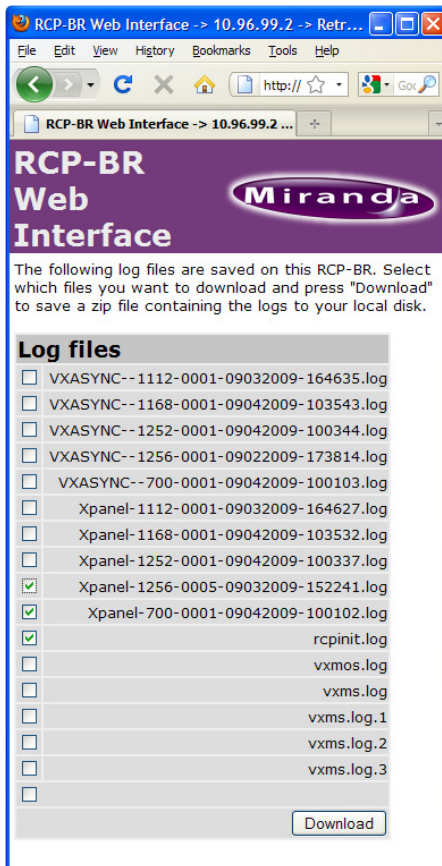 RCP-BR Web Interface -> 10.96.99.2 -> Retr...
File Edit View History Bookmarks Tools Help
http://
RCP-BR Web Interface -> 10.96.99.2 ...
RCP-BR
Web
Interface
Miranda
The following log files are saved on this RCP-BR. Select
which files you want to download and press "Download"
to save a zip file containing the logs to your local disk.
Log files
VXASYNC--1112-0001-09032009-164635.log
VXASYNC--1168-0001-09042009-103543.log
VXASYNC--1252-0001-09042009-100344.log
VXASYNC--1256-0001-09022009-173814.log
VXASYNC--700-0001-09042009-100103.log
Xpanel-1112-0001-09032009-164627.log
Xpanel-1168-0001-09042009-103532.log
Xpanel-1252-0001-09042009-100337.log
Xpanel-1256-0005-09032009-152241.log
Xpanel-700-0001-09042009-100102.log
rcpinit.log
vxmos.log
vxms.log
vxms.log.1
vxms.log.2
vxms.log.3
Download